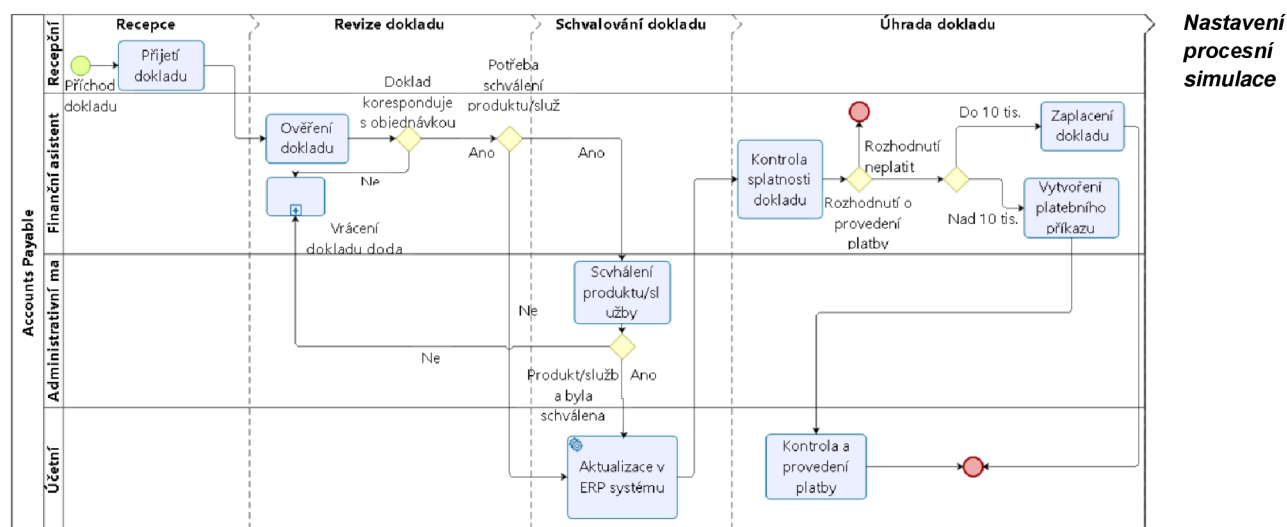 Recepce
Revize dokladu
Schvalování dokladu
Úhrada dokladu
Nastavení
procesní
simulace
Accounts Payable
Recepční
Příchod
dokladu
Přijetí
dokladu
Finanční asistent
Ověření
dokladu
Doklad
koresponduje
s objednávkou
Potřeba
schválení
produktu/služ
Ano
Ano
Ne
Vrácení
dokladu doda
Kontrola
splatnosti
dokladu
Rozhodnutí
neplatit
Rozhodnutí o
provedení
platby
Do 10 tis.
Nad 10 tis.
Zaplacení
dokladu
Vytvoření
platebního
příkazu
Administrativní ma
Scvhálení
produktu/sl
užby
Ne
Ne
Produkt/služb
a byla
schválena
Ano
Účetní
Aktualizace v
ERP systému
Kontrola a
provedení
platby